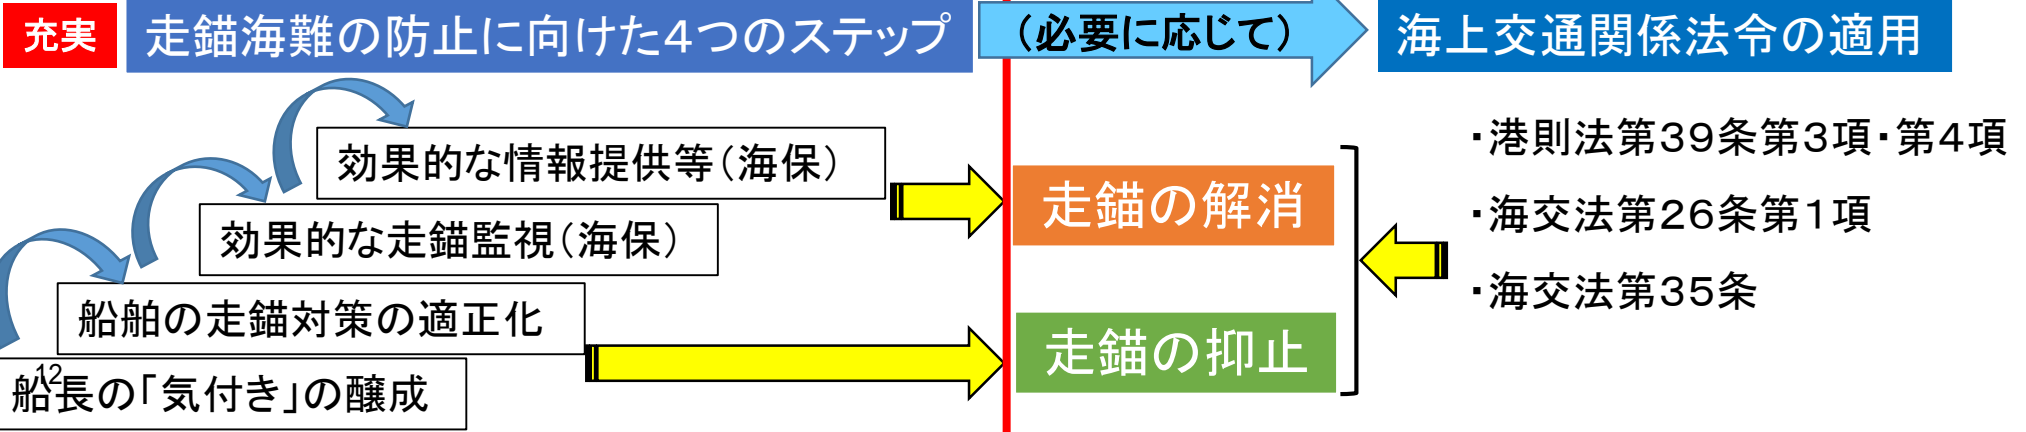 充実
走錨海難の防止に向けた4つのステップ
（必要に応じて）
海上交通関係法令の適用
効果的な情報提供等（海保）
効果的な走錨監視（海保）
船舶の走錨対策の適正化
船長の「気付き」の醸成
12
走錨の解消
走錨の抑止
・港則法第３９条第３項・第４項
・海交法第２６条第１項
・海交法第３５条